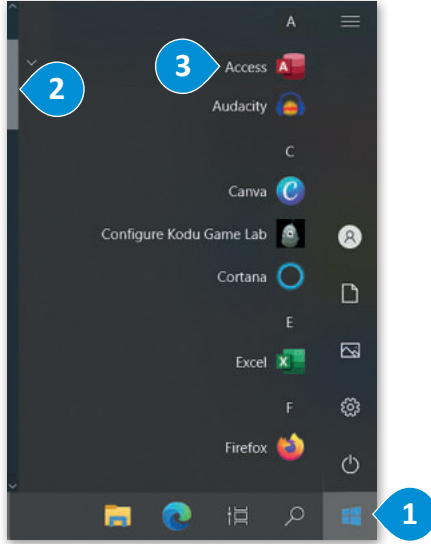 A
3
Access
2
Audacity
C
Canva
Configure Kodu Game Lab
Cortana
E
Excel
F
Firefox
1